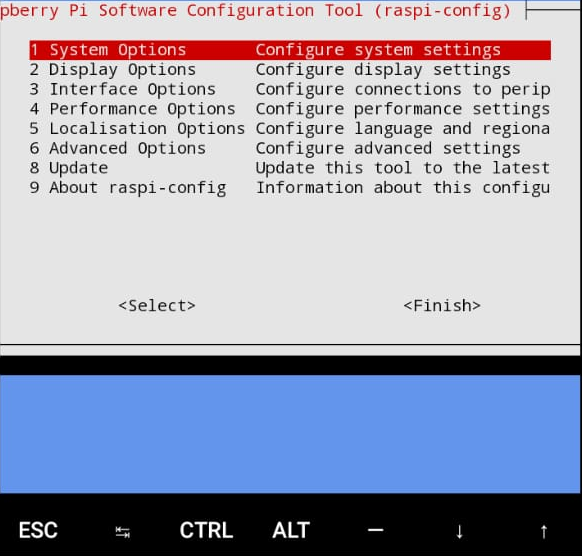 pberry Pi Software Configuration Tool (raspi-config)
1 System Options Configure system settings
2 Display Options Configure display settings
3 Interface Options Configure connections to perip
4 Performance Options Configure performance settings
5 Localisation Options Configure language and regiona
6 Advanced Options Configure advanced settings
8 Update Update this tool to the latest
9 About raspi-config Information about this configu
<Select> <Finish>
ESC ↹ CTRL ALT — ↓ ↑